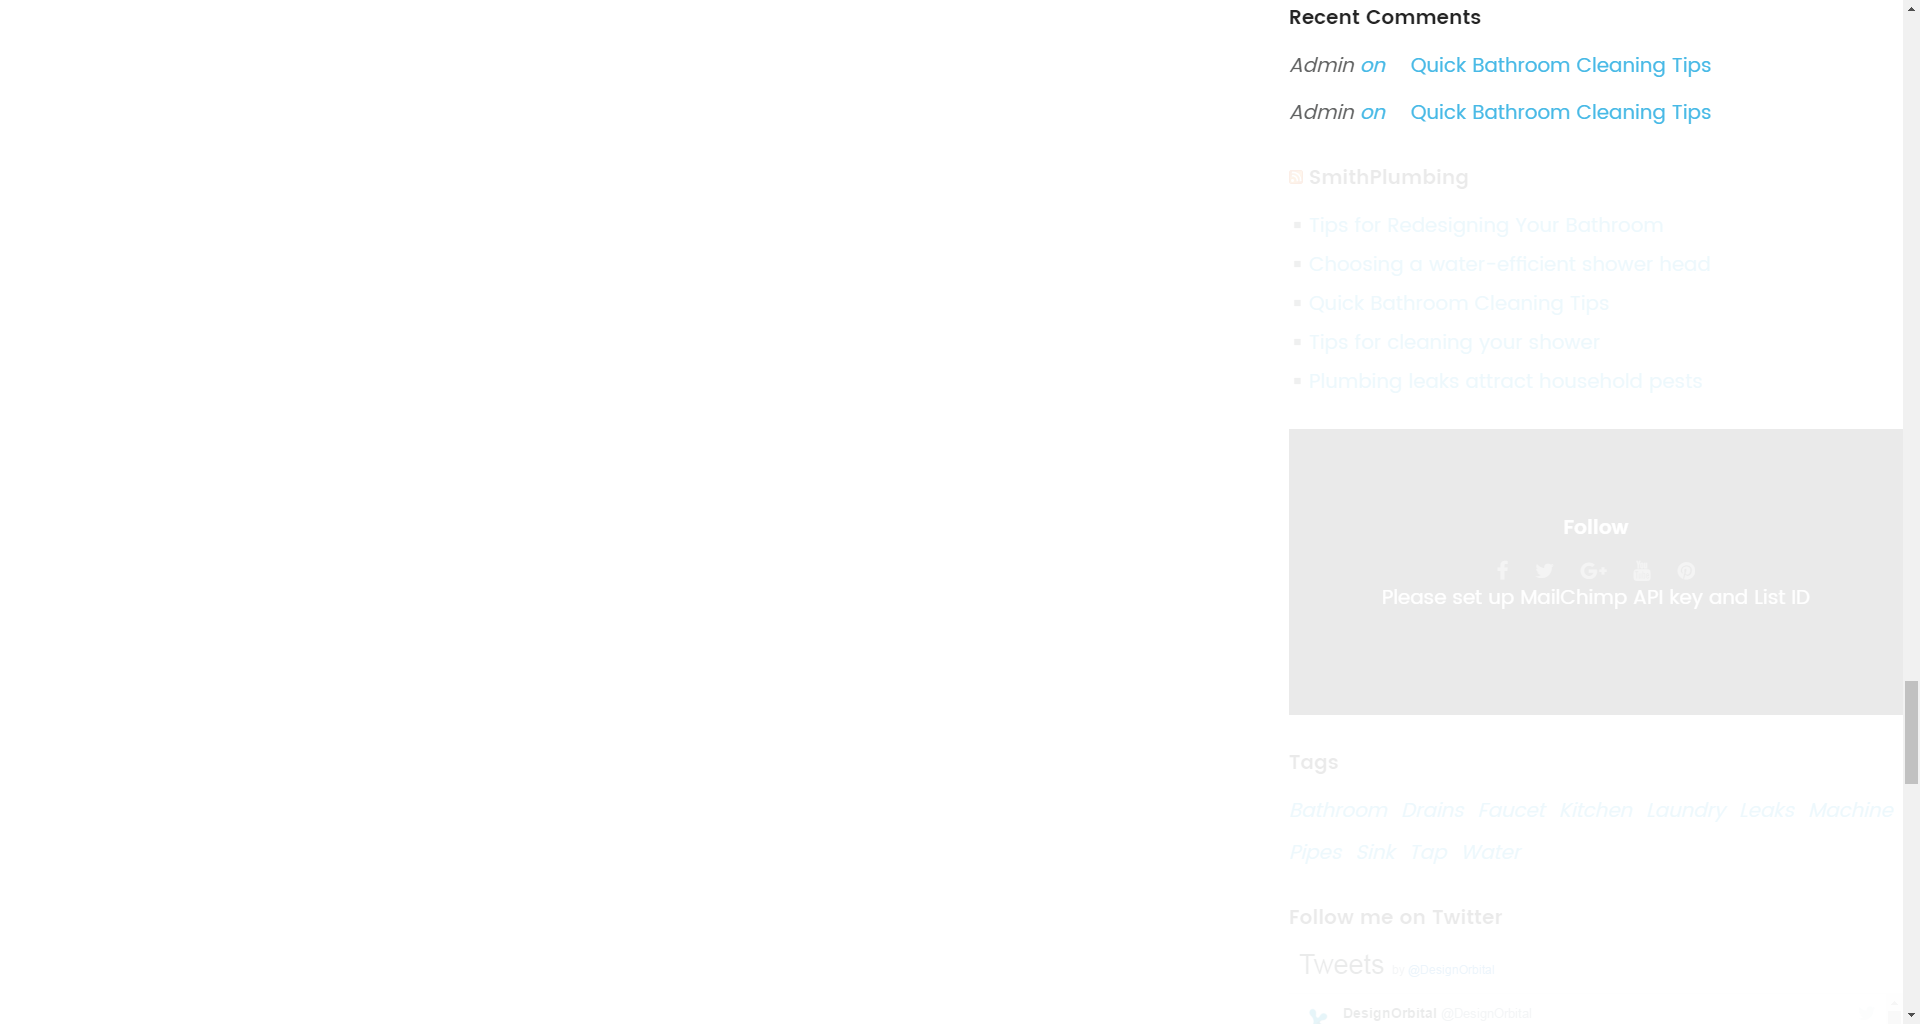 Recent Comments
Admin on Quick Bathroom Cleaning Tips
Admin on Quick Bathroom Cleaning Tips
SmithPlumbing
Tips for Redesigning Your Bathroom
Choosing a water-efficient shower head
Quick Bathroom Cleaning Tips
Tips for cleaning your shower
Plumbing leaks attract household pests
Follow
Please set up MailChimp API key and List ID
Tags
Bathroom Drains Faucet Kitchen Laundry Leaks Machine
Pipes Sink Tap Water
Follow me on Twitter
Tweets by @DesignOrbital
DesignOrbital @DesignOrbital